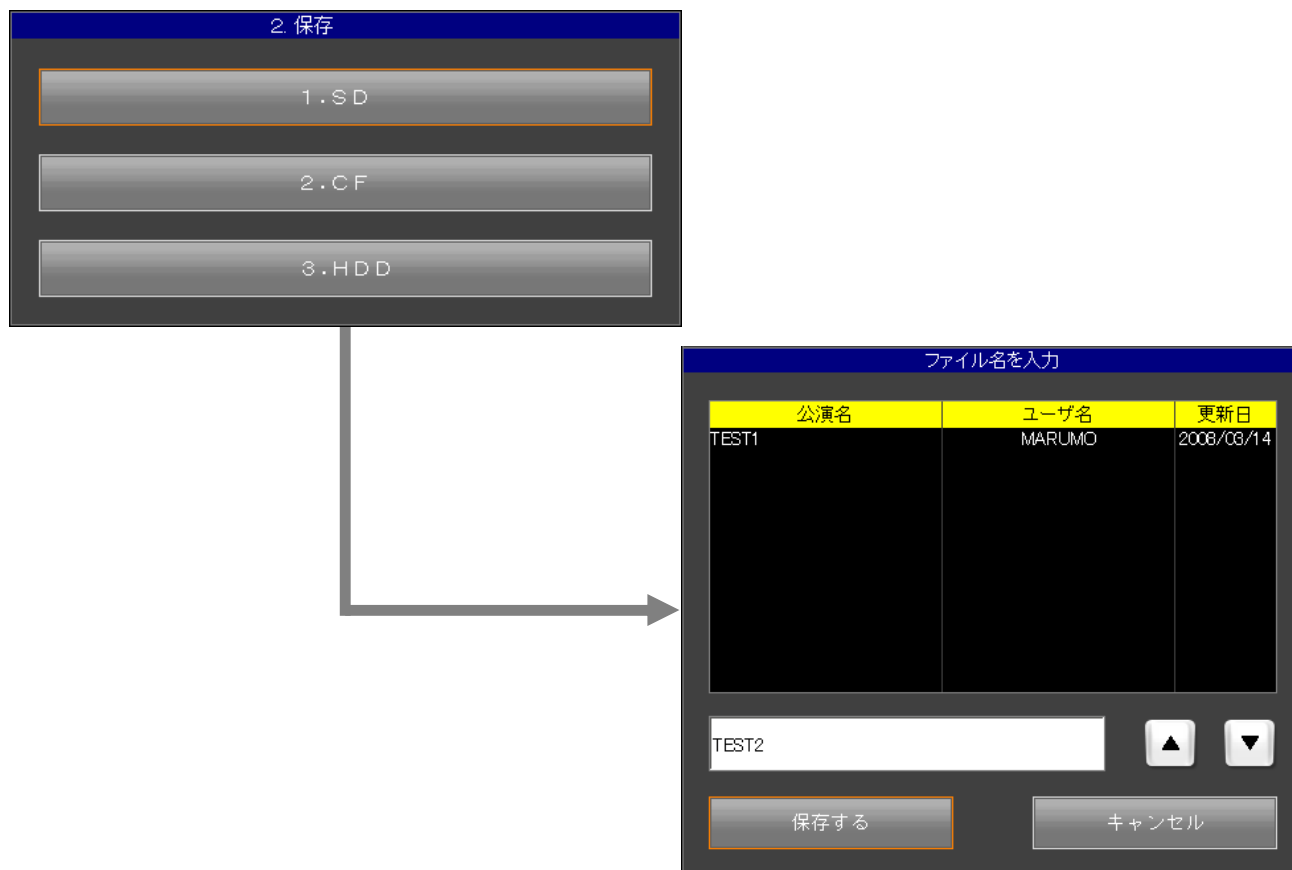 2. 保存
1.SD
2.CF
3.HDD
ファイル名を入力
公演名 ユーザ名 更新日
TEST1 MARUMO 2008/03/14
TEST2
▲ ▼
保存する キャンセル